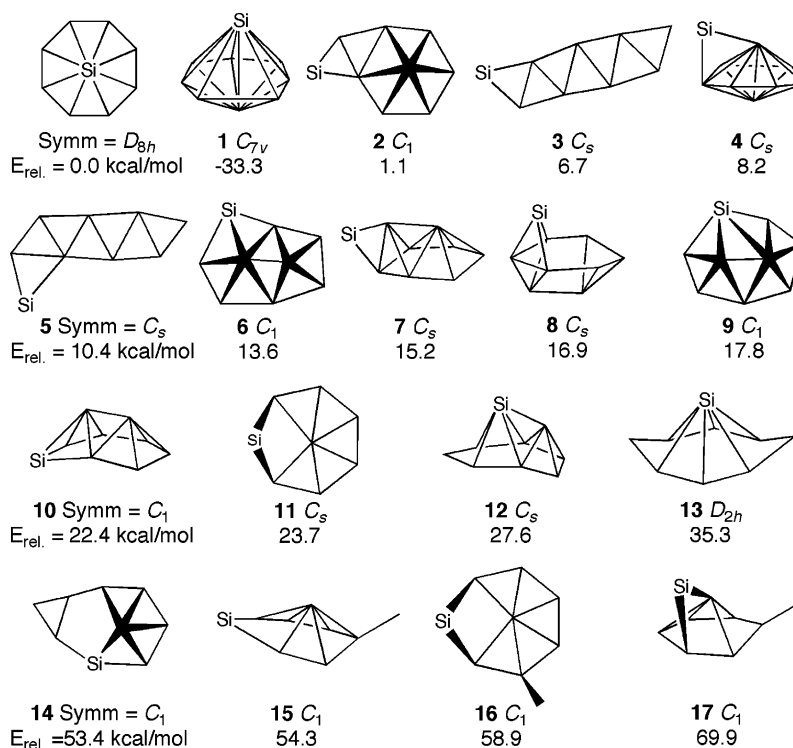 Si Si Si Si Si
Symm = D8h 1 C7v 2 C1 3 Cs 4 Cs
Erel. = 0.0 kcal/mol -33.3 1.1 6.7 8.2
Si Si Si Si Si
5 Symm = Cs 6 C1 7 Cs 8 Cs 9 C1
Erel. = 10.4 kcal/mol 13.6 15.2 16.9 17.8
Si Si Si Si
10 Symm = C1 11 Cs 12 Cs 13 D2h
Erel. = 22.4 kcal/mol 23.7 27.6 35.3
Si Si Si Si
14 Symm = C1 15 C1 16 C1 17 C1
Erel. =53.4 kcal/mol 54.3 58.9 69.9